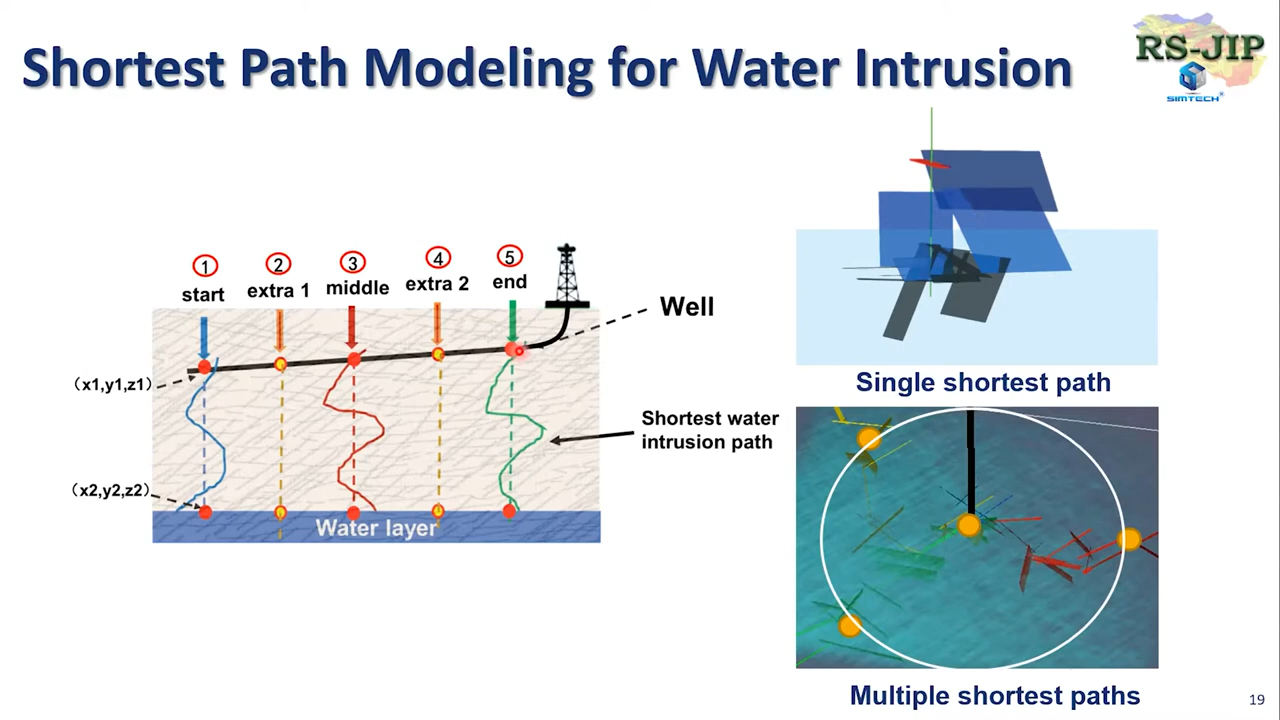 Shortest Path Modeling for Water Intrusion
RS-JIP
SIMTECH
1
2
3
4
5
start
extra 1
middle
extra 2
end
Well
(x1,y1,z1)
Shortest water
intrusion path
(x2,y2,z2)
Water layer
Single shortest path
Multiple shortest paths
19